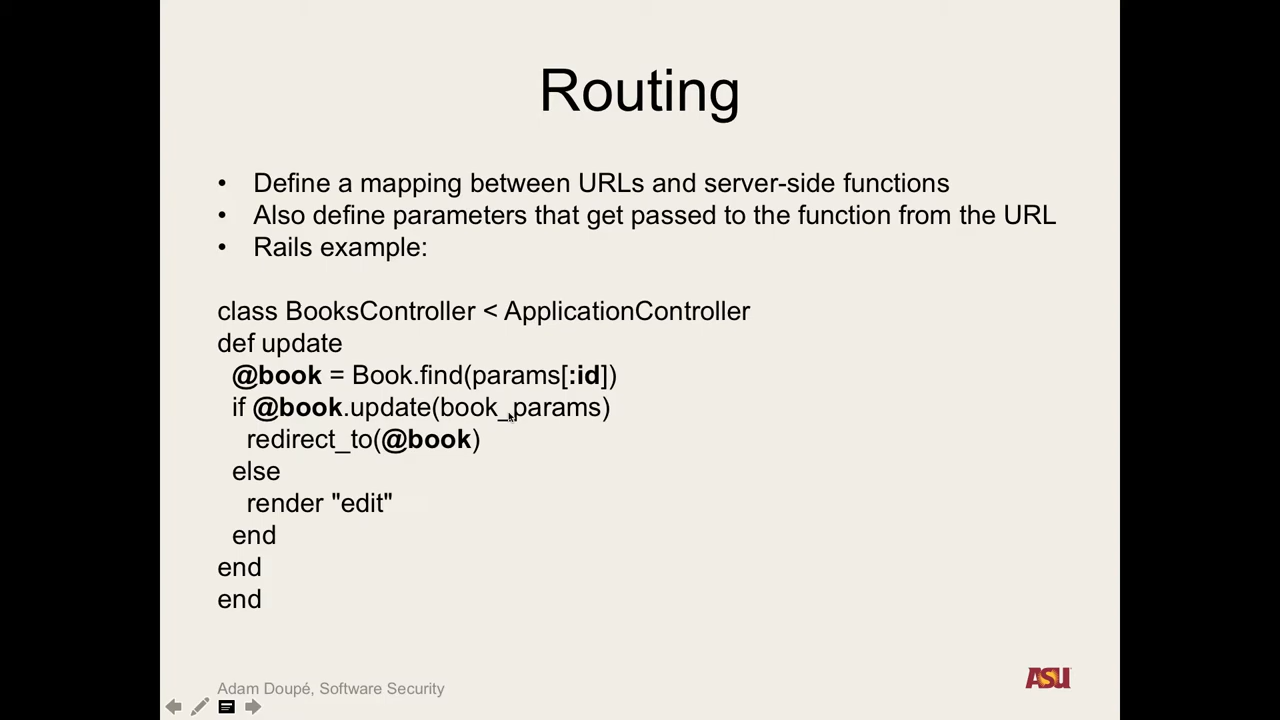 Routing
• Define a mapping between URLs and server-side functions
• Also define parameters that get passed to the function from the URL
• Rails example:
class BooksController < ApplicationController
def update
  @book = Book.find(params[:id])
  if @book.update(book_params)
    redirect_to(@book)
  else
    render "edit"
  end
end
end
Adam Doupé, Software Security
ASU